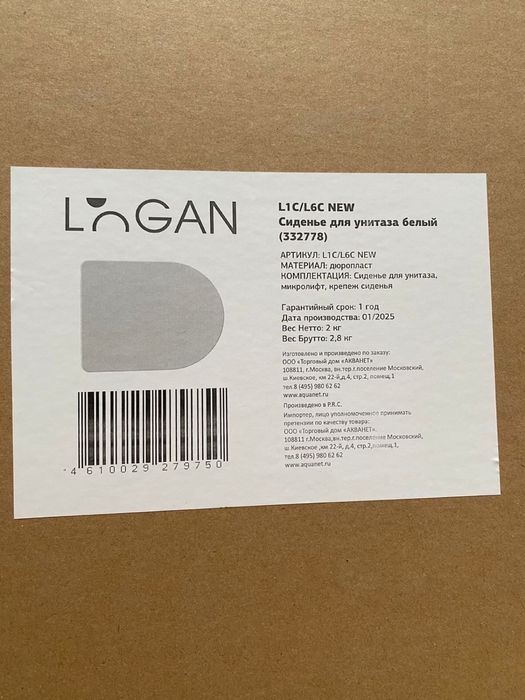 LOGAN
L1C/L6C NEW
Сиденье для унитаза белый
(332778)
АРТИКУЛ: L1C/L6C NEW
МАТЕРИАЛ: дюропласт
КОМПЛЕКТАЦИЯ: Сиденье для унитаза,
микролифт, крепеж сиденья
Гарантийный срок: 1 год
Дата производства: 01/2025
Вес Нетто: 2 кг
Вес Брутто: 2,8 кг
Изготовлено и произведено по заказу:
ООО «Торговый дом «АКВАНЕТ»
108811, г.Москва, вн.тер.г.поселение Московский,
ш.Киевское, км 22-й,д.4, стр.2, помещ.1
тел.8 (495) 980 62 62
www.aquanet.ru
Произведено в P.R.C.
Импортер, лицо уполномоченное принимать
претензии по качеству товара:
ООО «Торговый дом «АКВАНЕТ».
108811 г.Москва,вн.тер.г.поселение Московский,
ш.Киевское ,км 22-й, д.4, стр.2,помещ.1,
тел.8 (495) 980 62 62
www.aquanet.ru
4 610029 279750